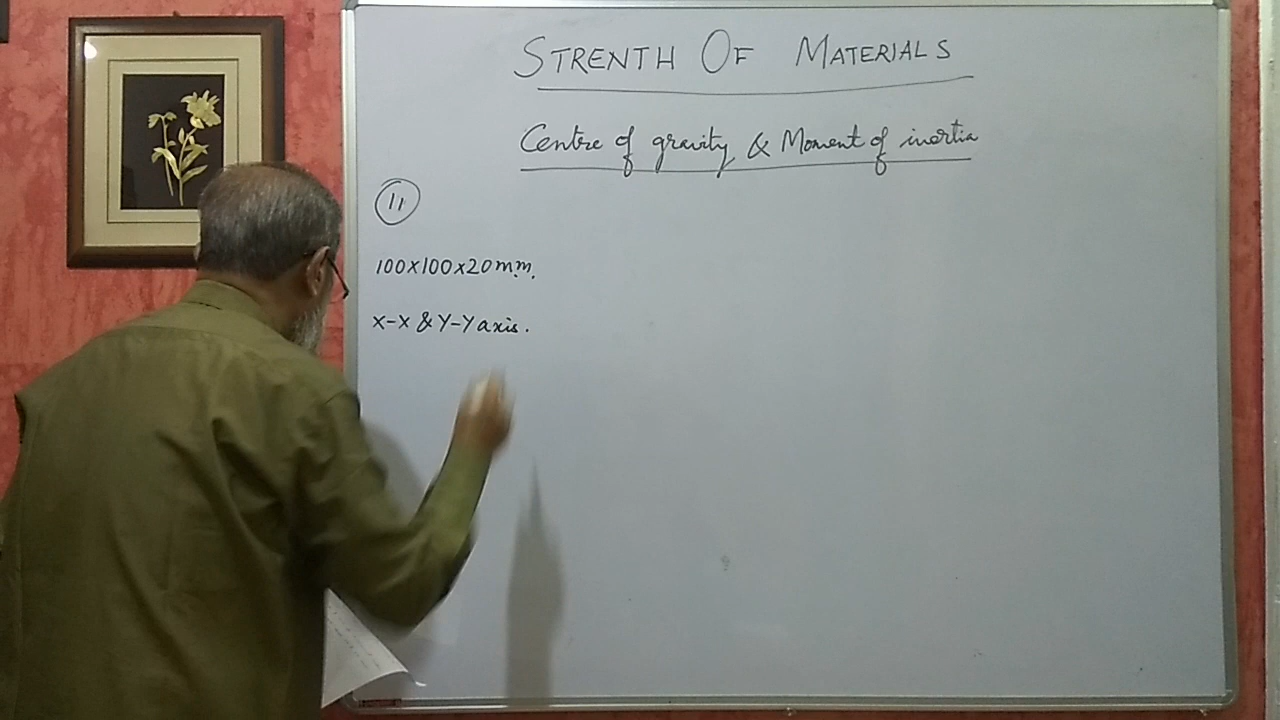 STRENTH OF MATERIALS
Centre of gravity & Moment of inertia
11
100x100x20mm.
X-X & Y-Y axis.